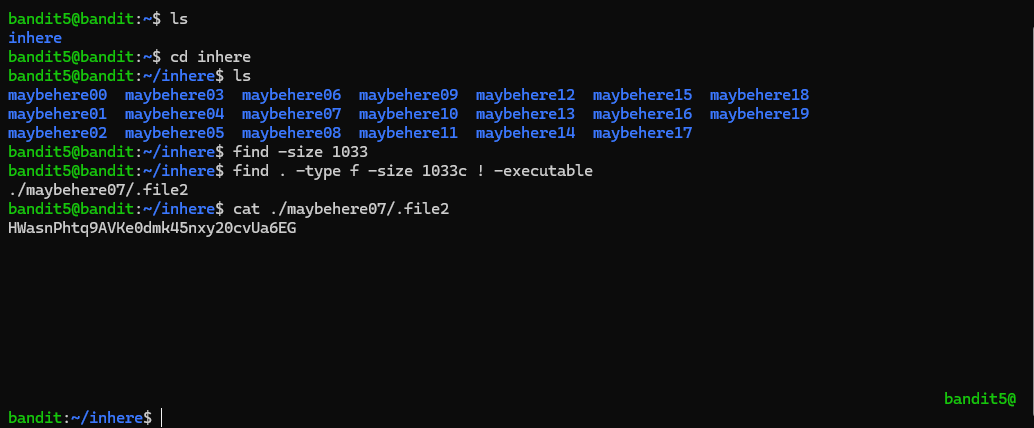 bandit5@bandit:~$ ls
inhere
bandit5@bandit:~$ cd inhere
bandit5@bandit:~/inhere$ ls
maybehere00  maybehere03  maybehere06  maybehere09  maybehere12  maybehere15  maybehere18
maybehere01  maybehere04  maybehere07  maybehere10  maybehere13  maybehere16  maybehere19
maybehere02  maybehere05  maybehere08  maybehere11  maybehere14  maybehere17
bandit5@bandit:~/inhere$ find -size 1033
bandit5@bandit:~/inhere$ find . -type f -size 1033c ! -executable
./maybehere07/.file2
bandit5@bandit:~/inhere$ cat ./maybehere07/.file2
HWasnPhtq9AVKe0dmk45nxy20cvUa6EG
bandit5@
bandit:~/inhere$